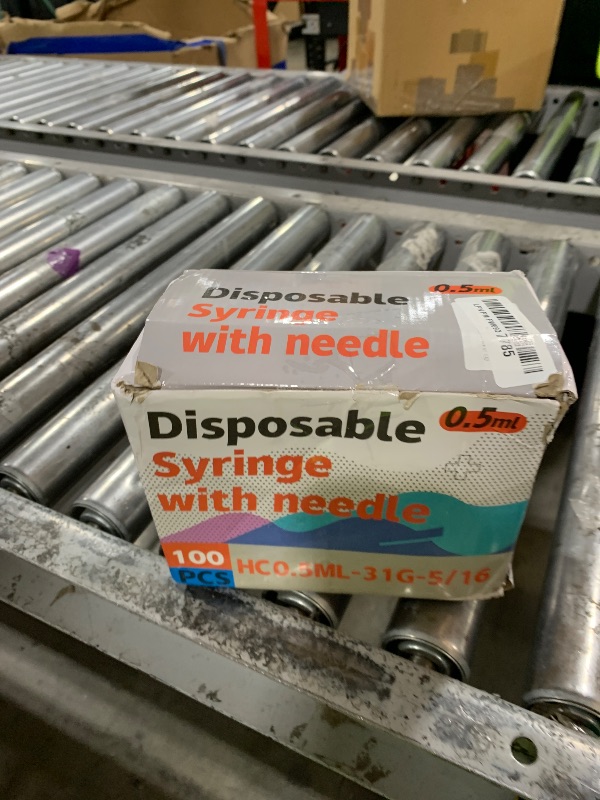 Disposable
0.5ml
Syringe
with needle
785
Disposable
0.5ml
Syringe
with needle
100
PCS
HC0.5ML-31G-5/16